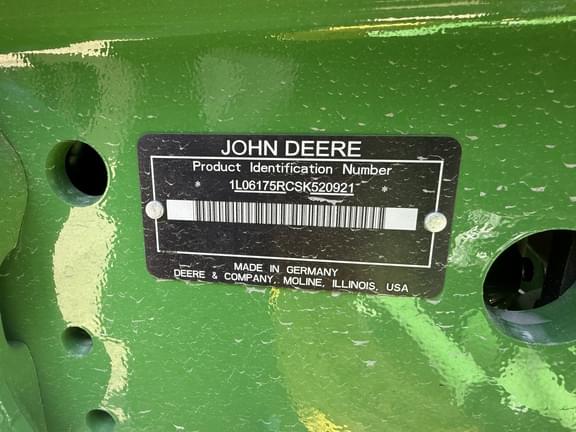 JOHN DEERE
Product Identification Number
* 1L06175RCSK520921 *
MADE IN GERMANY
DEERE & COMPANY, MOLINE, ILLINOIS, USA